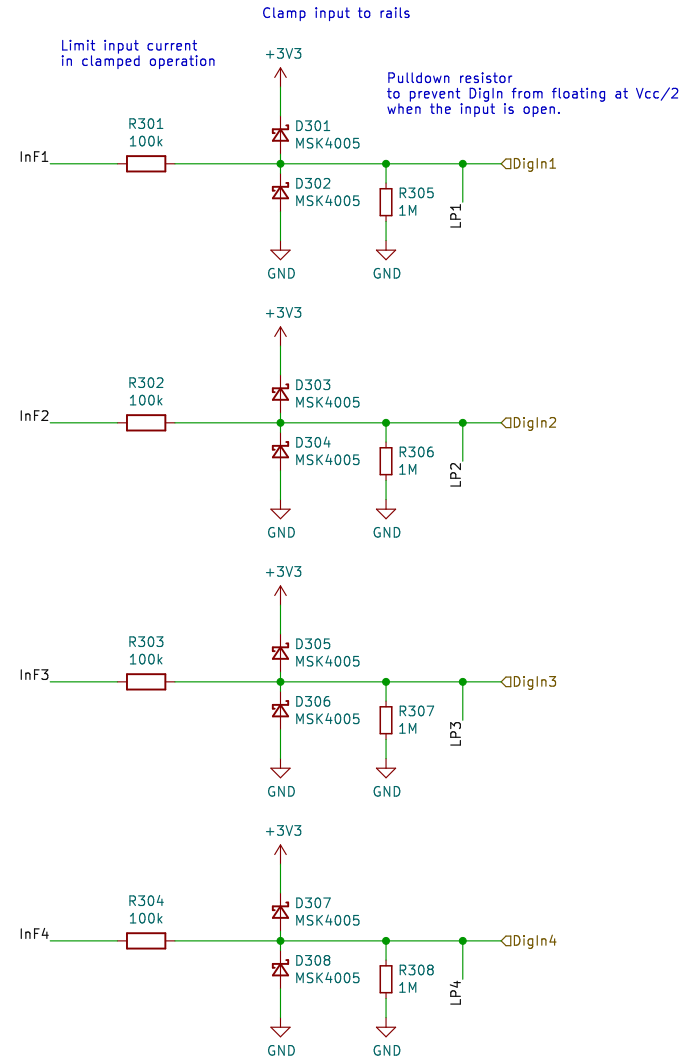 Clamp input to rails
Limit input current
in clamped operation
Pulldown resistor
to prevent DigIn from floating at Vcc/2
when the input is open.
+3V3
R301
100k
InF1
D301
MSK4005
D302
MSK4005
R305
1M
LP1
DigIn1
GND
GND
+3V3
R302
100k
InF2
D303
MSK4005
D304
MSK4005
R306
1M
LP2
DigIn2
GND
GND
+3V3
R303
100k
InF3
D305
MSK4005
D306
MSK4005
R307
1M
LP3
DigIn3
GND
GND
+3V3
R304
100k
InF4
D307
MSK4005
D308
MSK4005
R308
1M
LP4
DigIn4
GND
GND